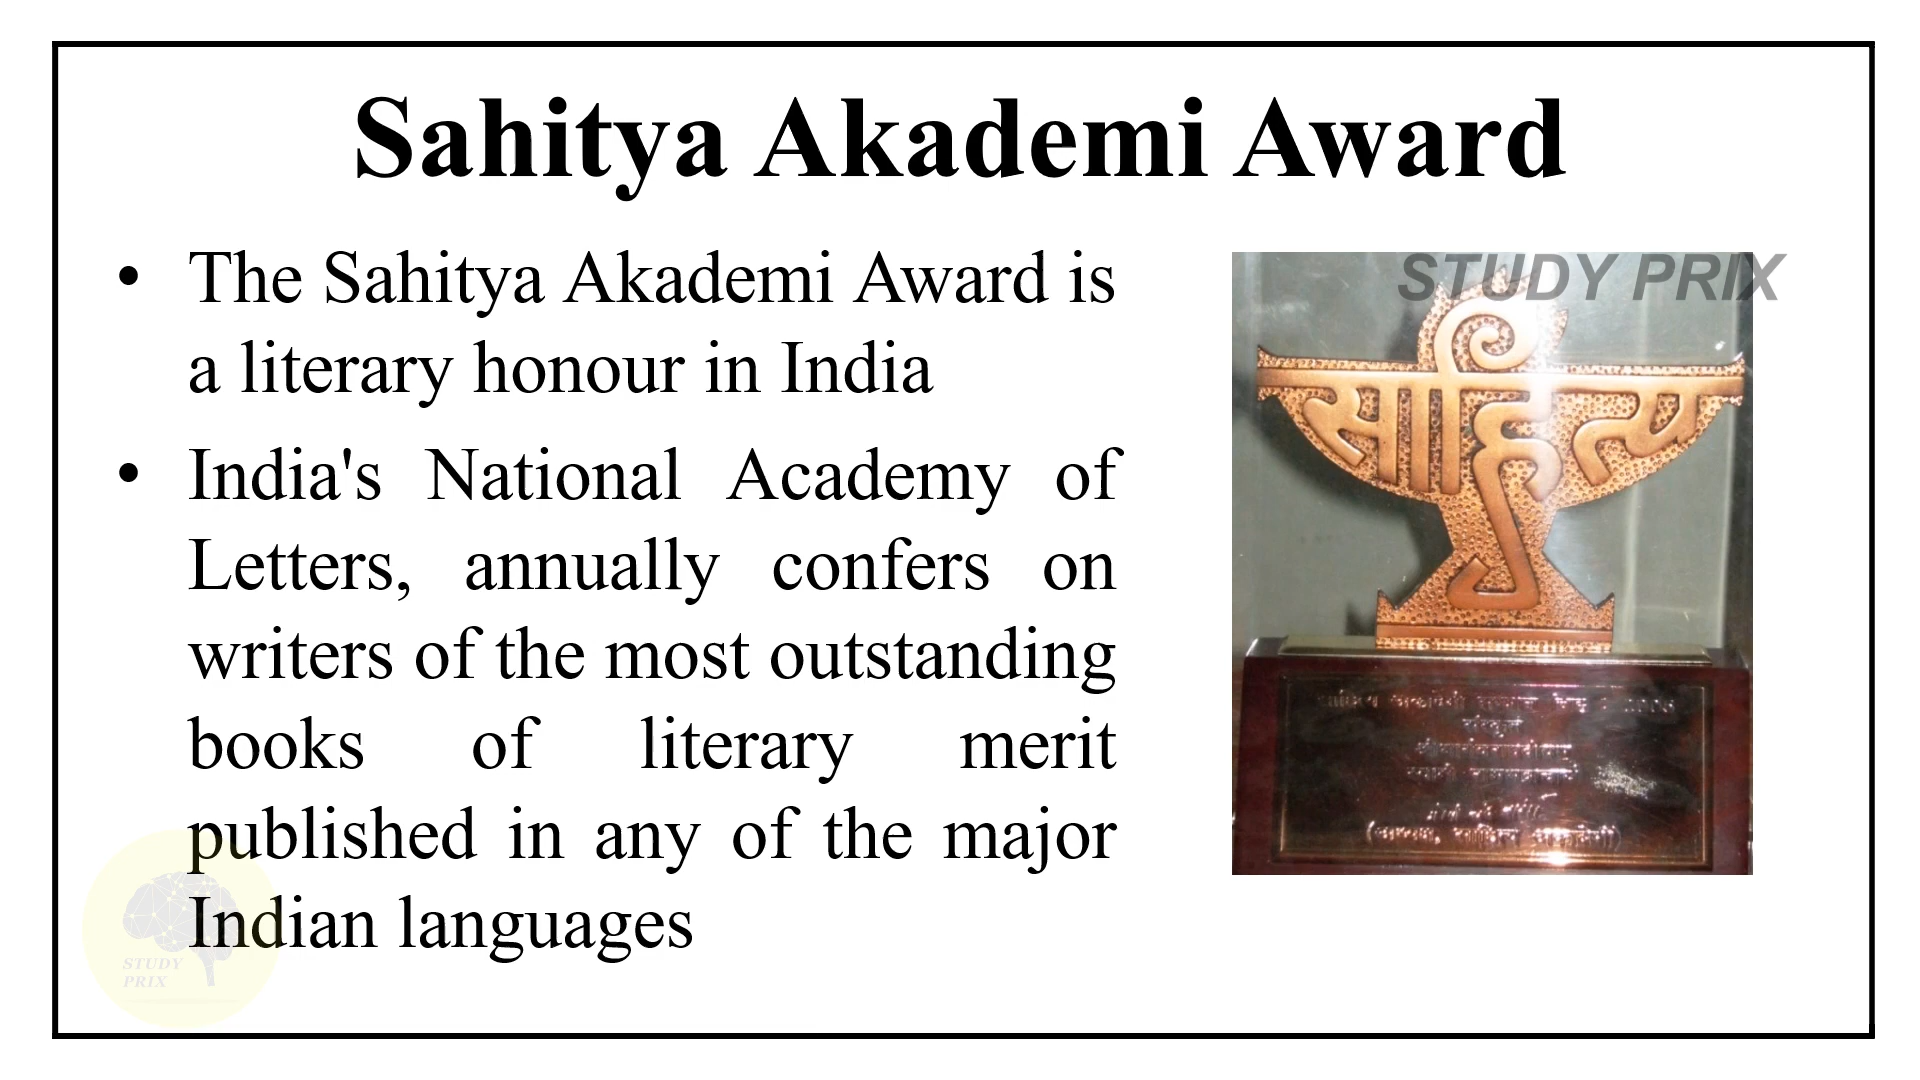 Sahitya Akademi Award
• The Sahitya Akademi Award is
a literary honour in India
• India's National Academy of
Letters, annually confers on
writers of the most outstanding
books of literary merit
published in any of the major
Indian languages
STUDY PRIX
साहित्य
संस्कृत
STUDY
PRIX